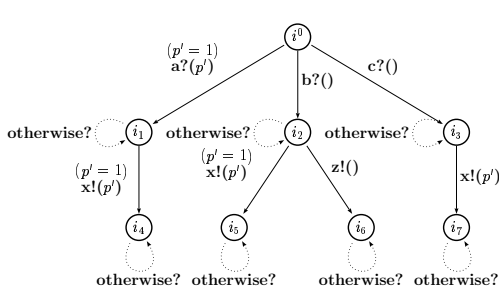 i⁰
(p′ = 1)
a?(p′)
b?()
c?()
otherwise?
i₁
otherwise?
i₂
otherwise?
i₃
(p′ = 1)
x!(p′)
(p′ = 1)
x!(p′)
z!()
x!(p′)
i₄
i₅
i₆
i₇
otherwise?
otherwise?
otherwise?
otherwise?